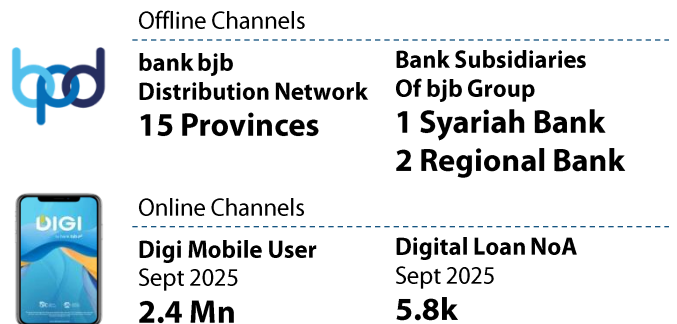 Offline Channels
bpd
bank bjb
Distribution Network
15 Provinces
Bank Subsidiaries
Of bjb Group
1 Syariah Bank
2 Regional Bank
Online Channels
DIGI
Digi Mobile User
Sept 2025
2.4 Mn
Digital Loan NoA
Sept 2025
5.8k